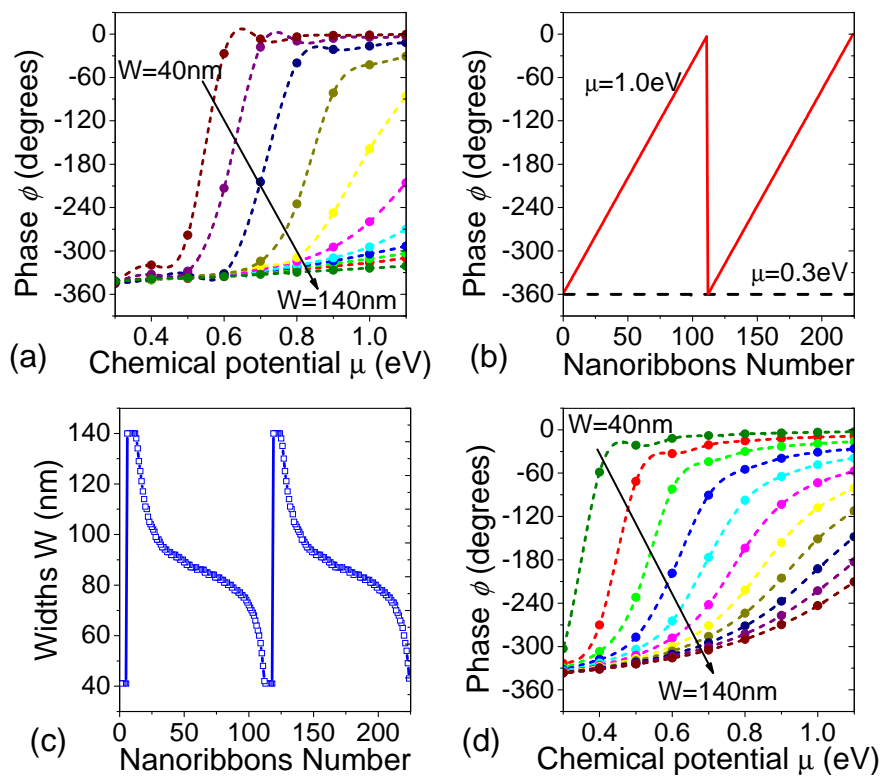 0
-60
-120
-180
-240
-300
-360
Phase ϕ (degrees)
W=40nm
W=140nm
0.4 0.6 0.8 1.0
Chemical potential μ (eV)
(a)
0
-60
-120
-180
-240
-300
-360
Phase ϕ (degrees)
μ=1.0eV
μ=0.3eV
0 75 150 225
Nanoribbons Number
(b)
140
120
100
80
60
40
Widths W (nm)
0 50 100 150 200
Nanoribbons Number
(c)
0
-60
-120
-180
-240
-300
-360
Phase ϕ (degrees)
W=40nm
W=140nm
0.4 0.6 0.8 1.0
Chemical potential μ (eV)
(d)